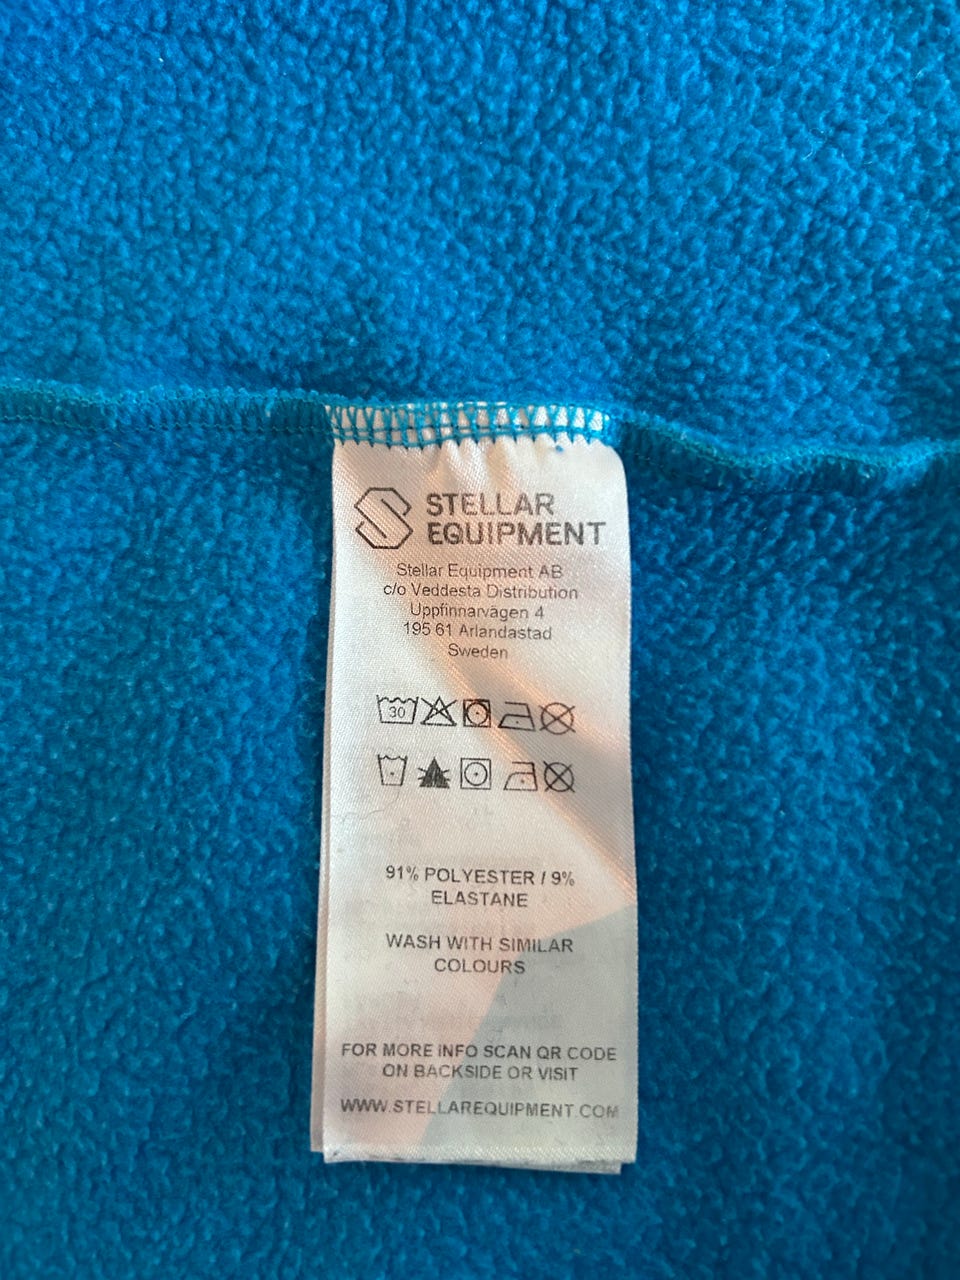 STELLAR
EQUIPMENT
Stellar Equipment AB
c/o Veddesta Distribution
Uppfinnarvägen 4
195 61 Arlandastad
Sweden
30
91% POLYESTER / 9%
ELASTANE
WASH WITH SIMILAR
COLOURS
FOR MORE INFO SCAN QR CODE
ON BACKSIDE OR VISIT
WWW.STELLAREQUIPMENT.COM